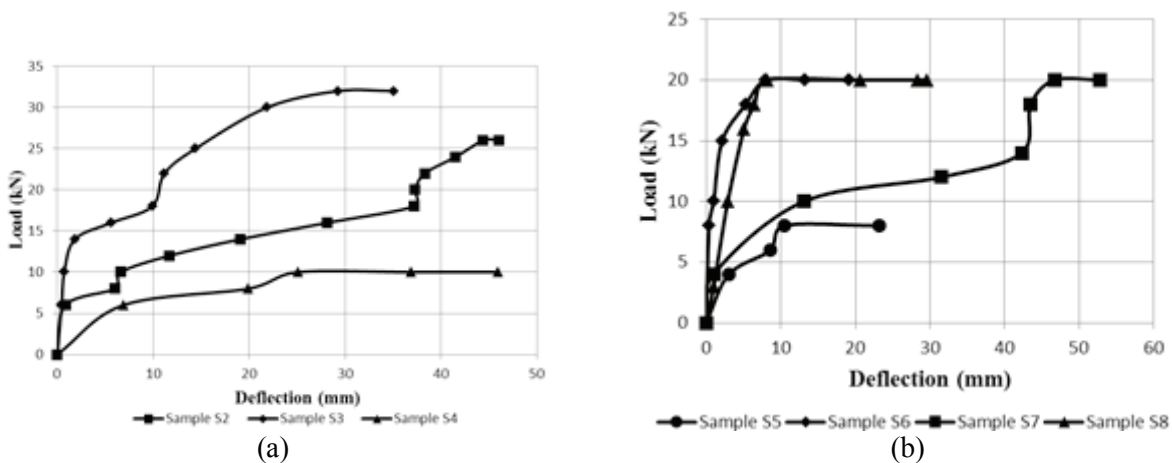 35
30
25
20
15
10
5
0
Load (kN)
0 10 20 30 40 50
Deflection (mm)
Sample S2 Sample S3 Sample S4
(a)
25
20
15
10
5
0
Load (kN)
0 10 20 30 40 50 60
Deflection (mm)
Sample S5 Sample S6 Sample S7 Sample S8
(b)